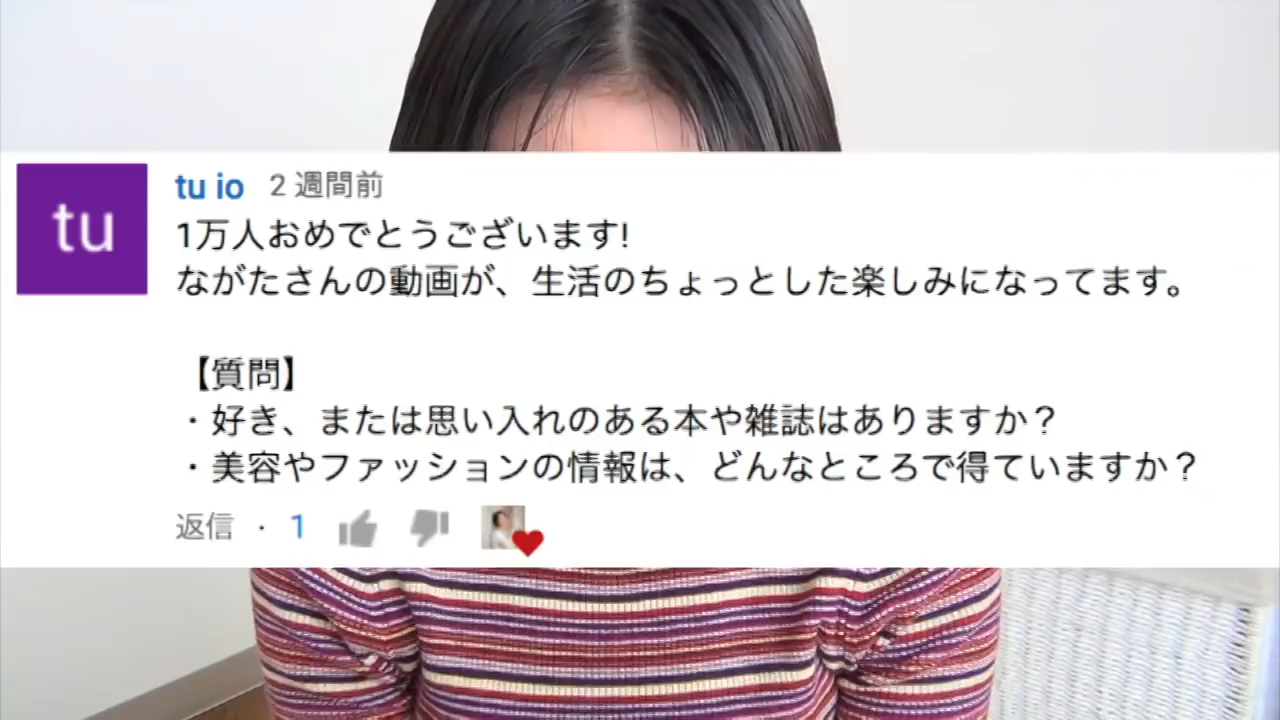 tu
tu io 2 週間前
1万人おめでとうございます!
ながたさんの動画が、生活のちょっとした楽しみになってます。
【質問】
・好き、または思い入れのある本や雑誌はありますか？
・美容やファッションの情報は、どんなところで得ていますか？
返信 · 1